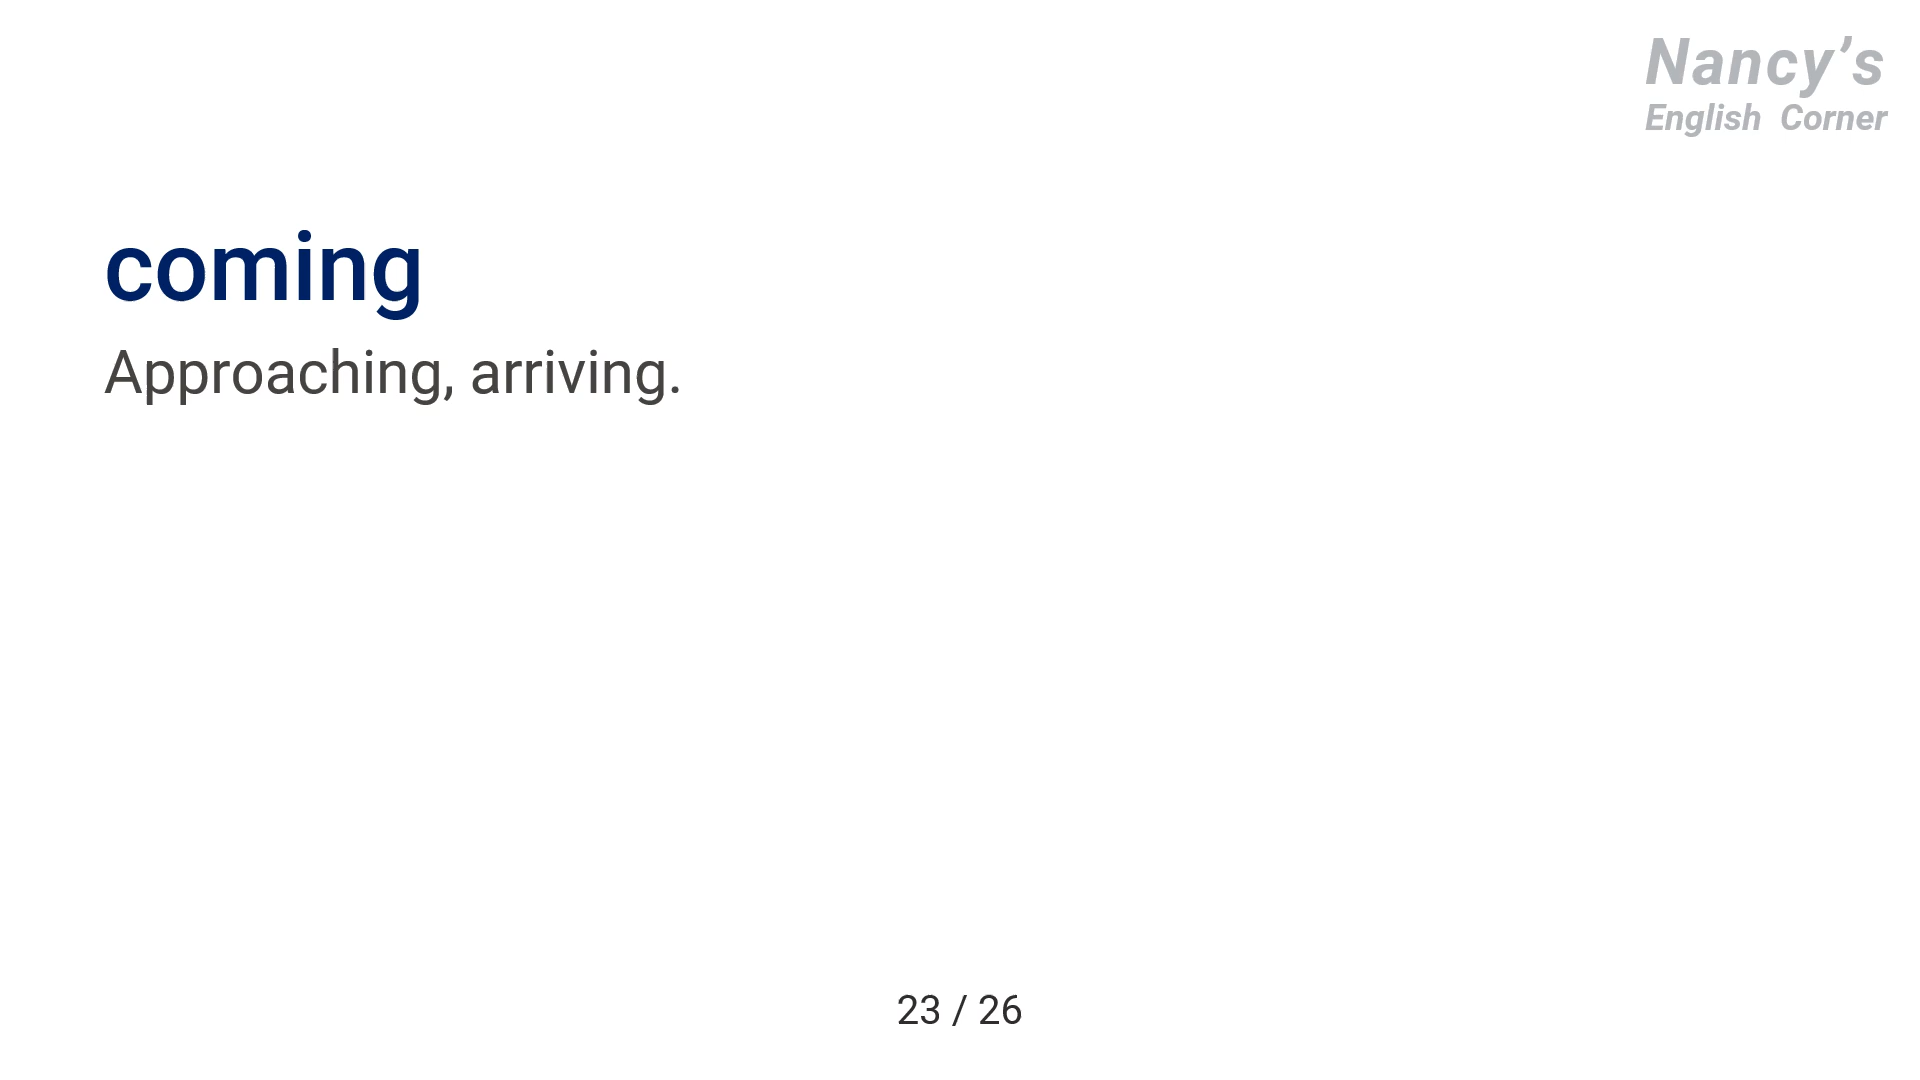 Nancy’s
English Corner
coming
Approaching, arriving.
23 / 26